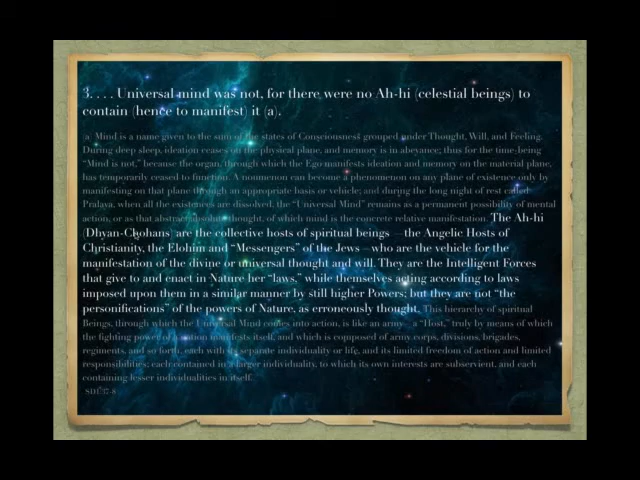 3. . . . Universal mind was not, for there were no Ah-hi (celestial beings) to
contain (hence to manifest) it (a).
(a) Mind is a name given to the sum of the states of Consciousness grouped under Thought, Will, and Feeling.
During deep sleep, ideation ceases on the physical plane, and memory is in abeyance; thus for the time-being
"Mind is not," because the organ, through which the Ego manifests ideation and memory on the material plane,
has temporarily ceased to function. A noumenon can become a phenomenon on any plane of existence only by
manifesting on that plane through an appropriate basis or vehicle; and during the long night of rest called
Pralaya, when all the existences are dissolved, the "Universal Mind" remains as a permanent possibility of mental
action, or as that abstract absolute thought, of which mind is the concrete relative manifestation. The Ah-hi
(Dhyan-Chohans) are the collective hosts of spiritual beings —the Angelic Hosts of
Christianity, the Elohim and "Messengers" of the Jews —who are the vehicle for the
manifestation of the divine or universal thought and will. They are the Intelligent Forces
that give to and enact in Nature her "laws," while themselves acting according to laws
imposed upon them in a similar manner by still higher Powers; but they are not "the
personifications" of the powers of Nature, as erroneously thought. This hierarchy of spiritual
Beings, through which the Universal Mind comes into action, is like an army—a "Host," truly by means of which
the fighting power of a nation manifests itself, and which is composed of army corps, divisions, brigades,
regiments, and so forth, each with its separate individuality or life, and its limited freedom of action and limited
responsibilities; each contained in a larger individuality, to which its own interests are subservient, and each
containing lesser individualities in itself.